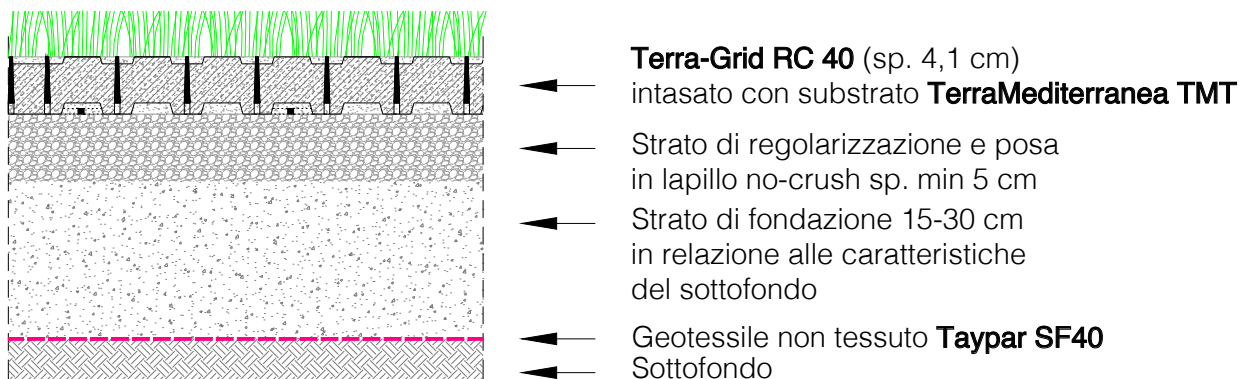 Terra-Grid RC 40 (sp. 4,1 cm)
intasato con substrato TerraMediterranea TMT
Strato di regolarizzazione e posa
in lapillo no-crush sp. min 5 cm
Strato di fondazione 15-30 cm
in relazione alle caratteristiche
del sottofondo
Geotessile non tessuto Taypar SF40
Sottofondo